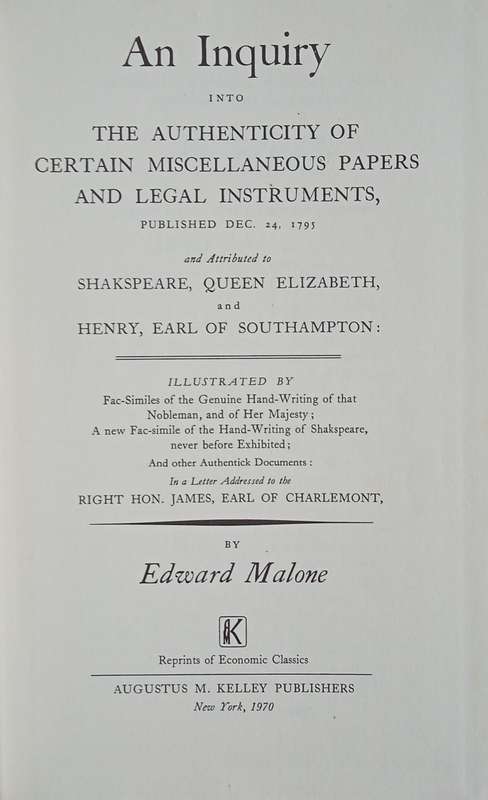 An Inquiry
INTO
THE AUTHENTICITY OF
CERTAIN MISCELLANEOUS PAPERS
AND LEGAL INSTRUMENTS,
PUBLISHED DEC. 24, 1795
and Attributed to
SHAKSPEARE, QUEEN ELIZABETH,
and
HENRY, EARL OF SOUTHAMPTON:
ILLUSTRATED BY
Fac-Similes of the Genuine Hand-Writing of that
Nobleman, and of Her Majesty;
A new Fac-simile of the Hand-Writing of Shakspeare,
never before Exhibited;
And other Authentick Documents:
In a Letter Addressed to the
RIGHT HON. JAMES, EARL OF CHARLEMONT,
BY
Edward Malone
K
Reprints of Economic Classics
AUGUSTUS M. KELLEY PUBLISHERS
New York, 1970